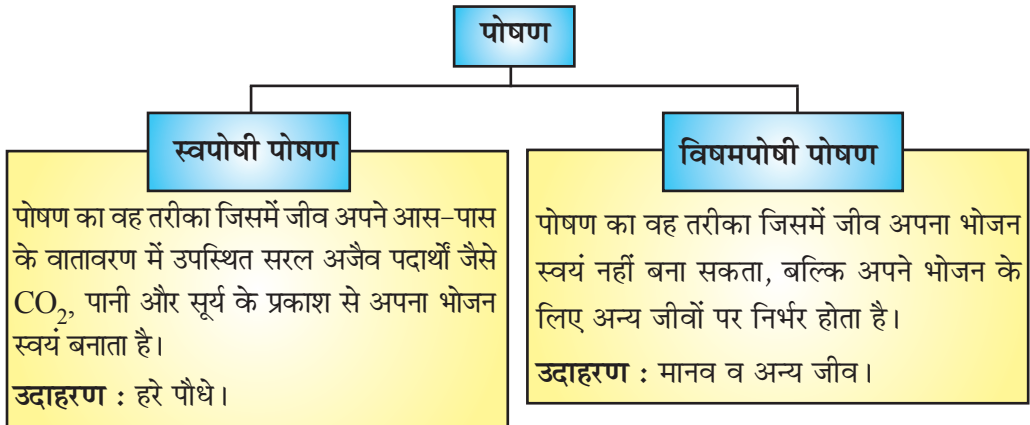 पोषण
स्वपोषी पोषण
पोषण का वह तरीका जिसमें जीव अपने आस-पास
के वातावरण में उपस्थित सरल अजैव पदार्थों जैसे
CO₂, पानी और सूर्य के प्रकाश से अपना भोजन
स्वयं बनाता है।
उदाहरण : हरे पौधे।
विषमपोषी पोषण
पोषण का वह तरीका जिसमें जीव अपना भोजन
स्वयं नहीं बना सकता, बल्कि अपने भोजन के
लिए अन्य जीवों पर निर्भर होता है।
उदाहरण : मानव व अन्य जीव।